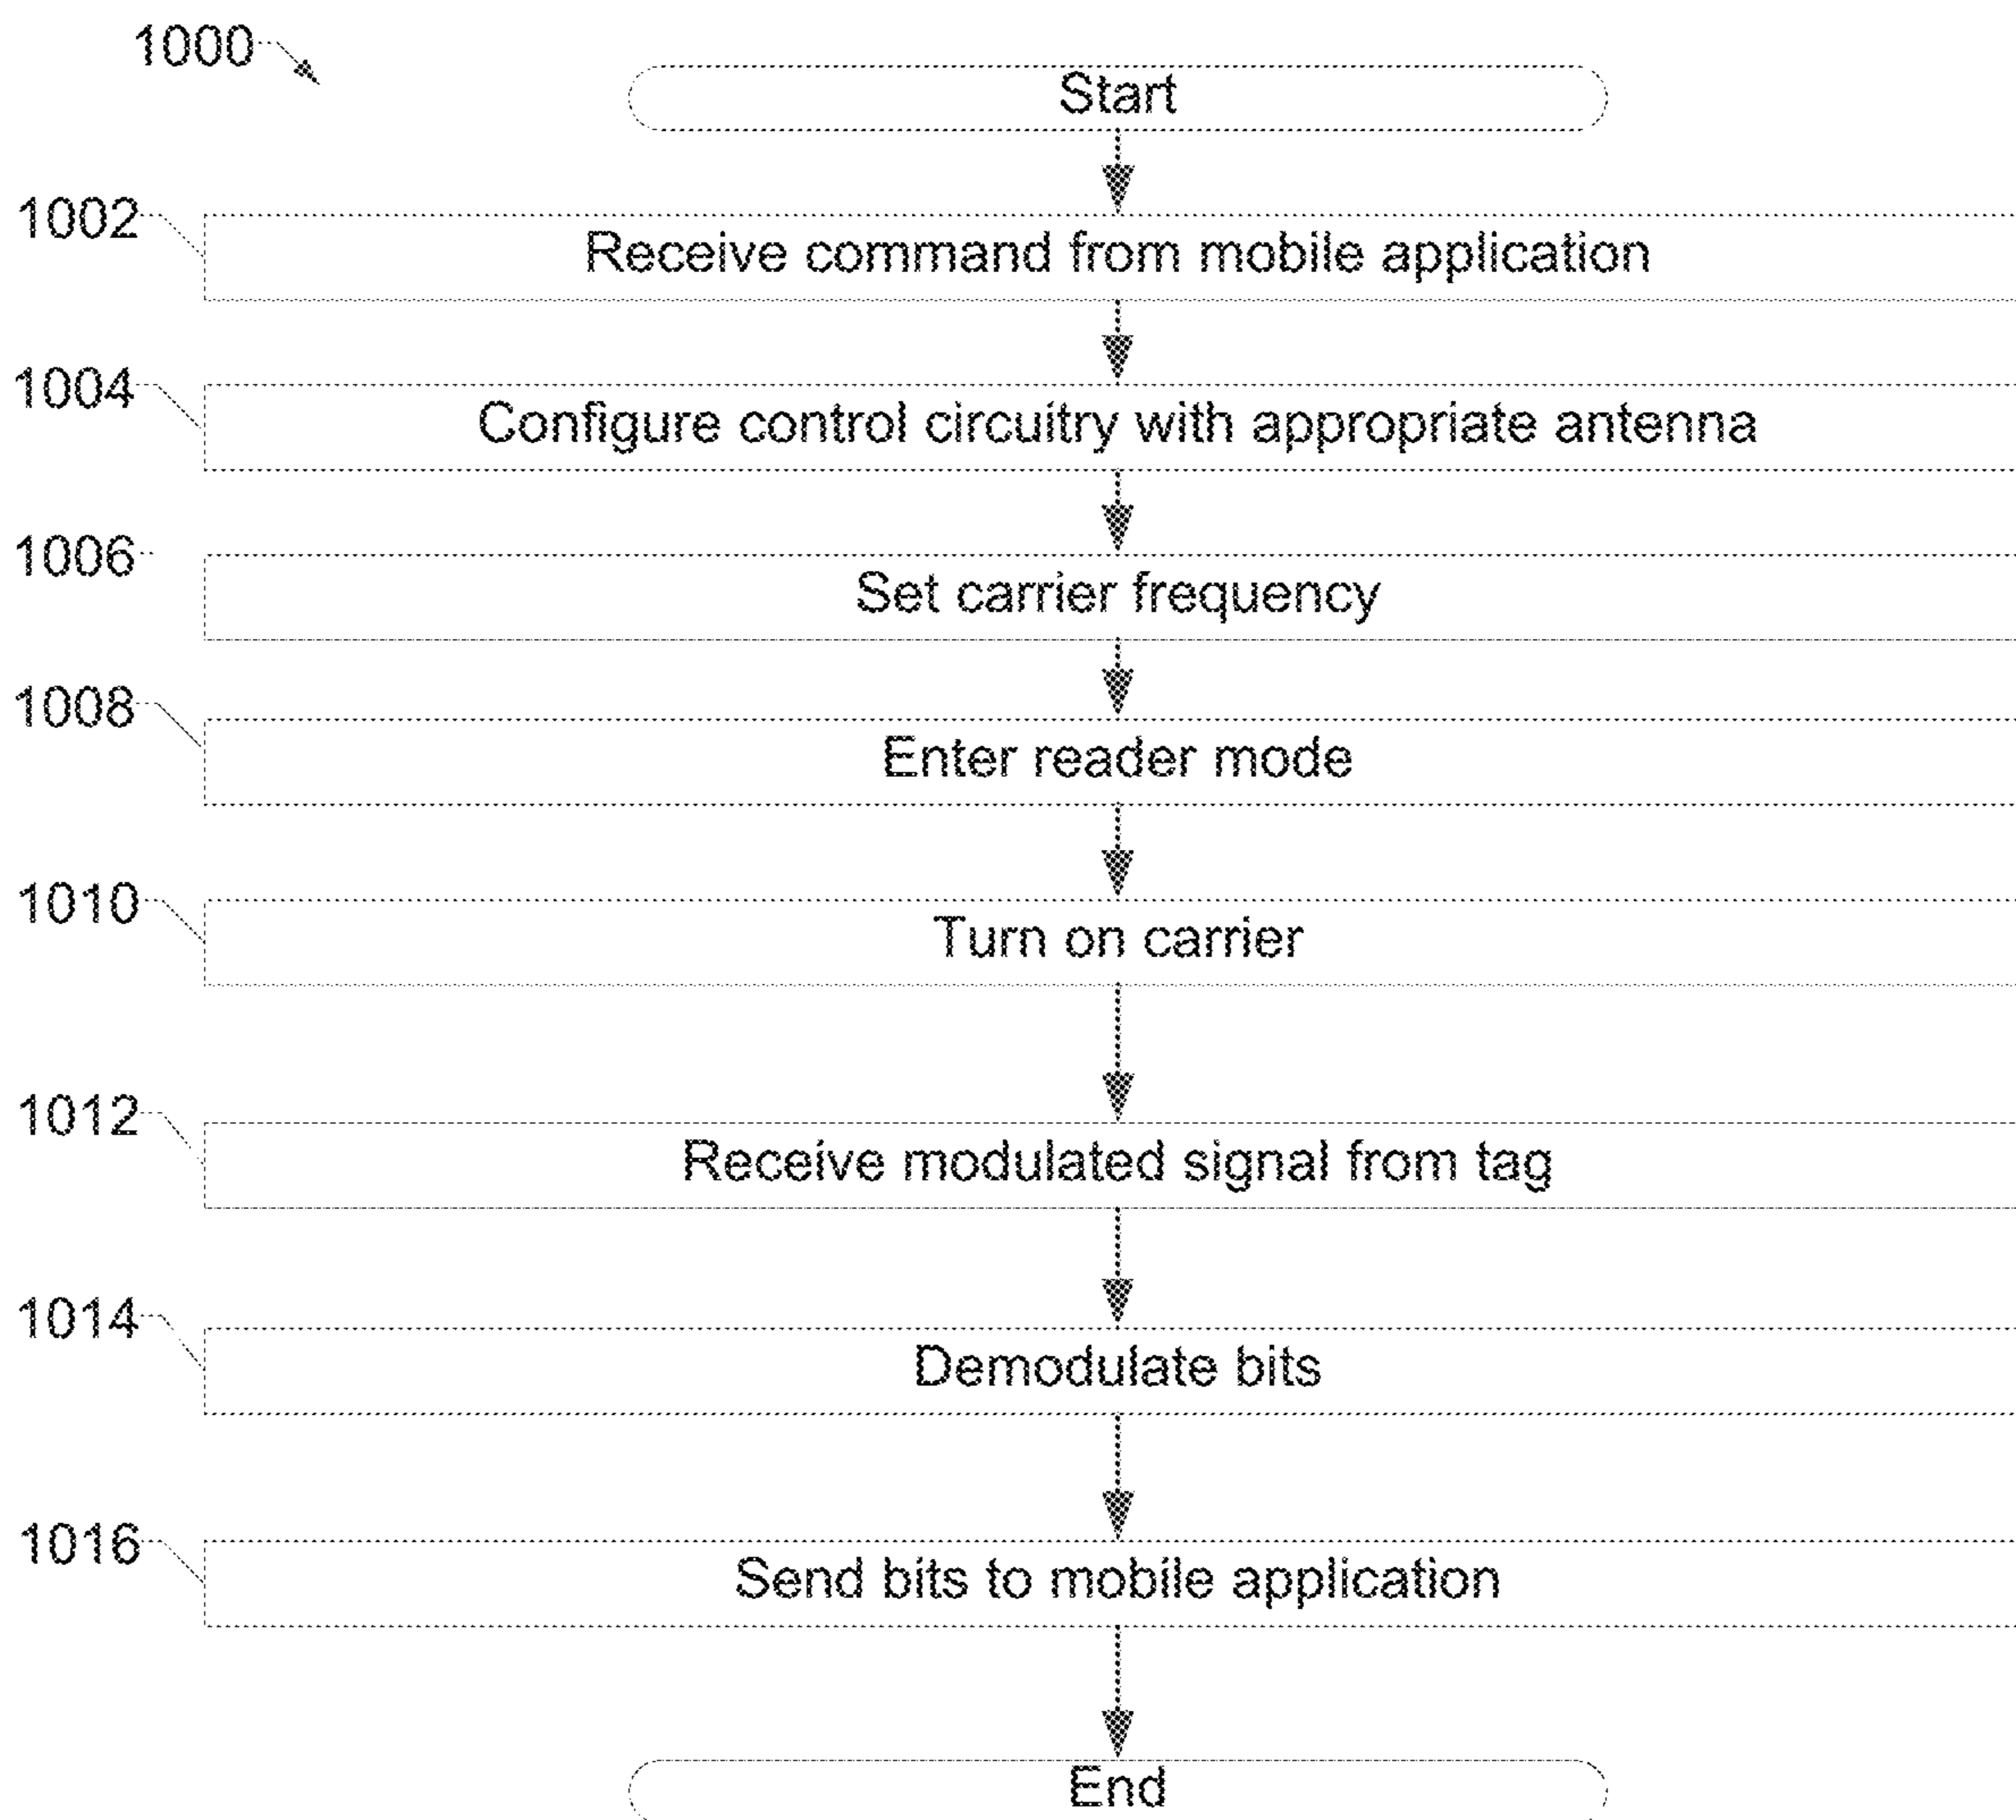 1000
Start
1002
Receive command from mobile application
1004
Configure control circuitry with appropriate antenna
1006
Set carrier frequency
1008
Enter reader mode
1010
Turn on carrier
1012
Receive modulated signal from tag
1014
Demodulate bits
1016
Send bits to mobile application
End